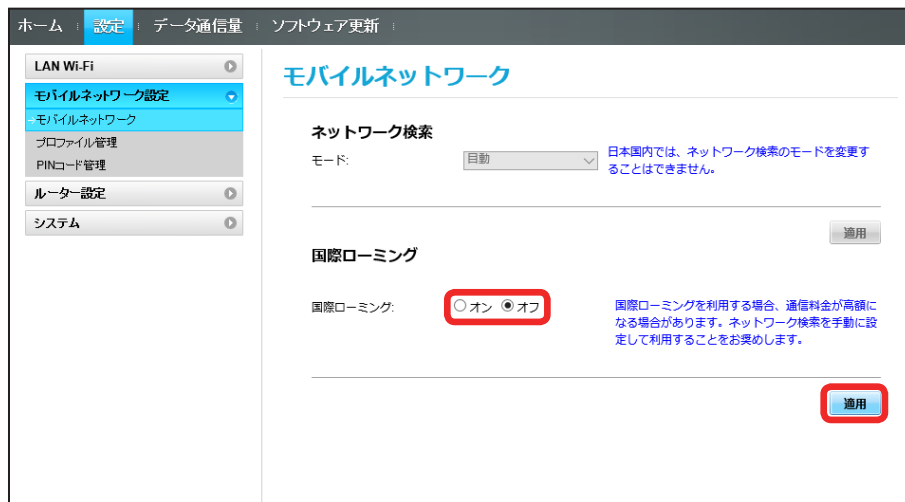 ホーム 設定 データ通信量 ソフトウェア更新
LAN Wi-Fi
モバイルネットワーク設定
モバイルネットワーク
プロファイル管理
PINコード管理
ルーター設定
システム
モバイルネットワーク
ネットワーク検索
モード: 自動
日本国内では、ネットワーク検索のモードを変更す
ることはできません。
適用
国際ローミング
国際ローミング: オン オフ
国際ローミングを利用する場合、通信料金が高額に
なる場合があります。ネットワーク検索を手動に設
定して利用することをお奨めします。
適用